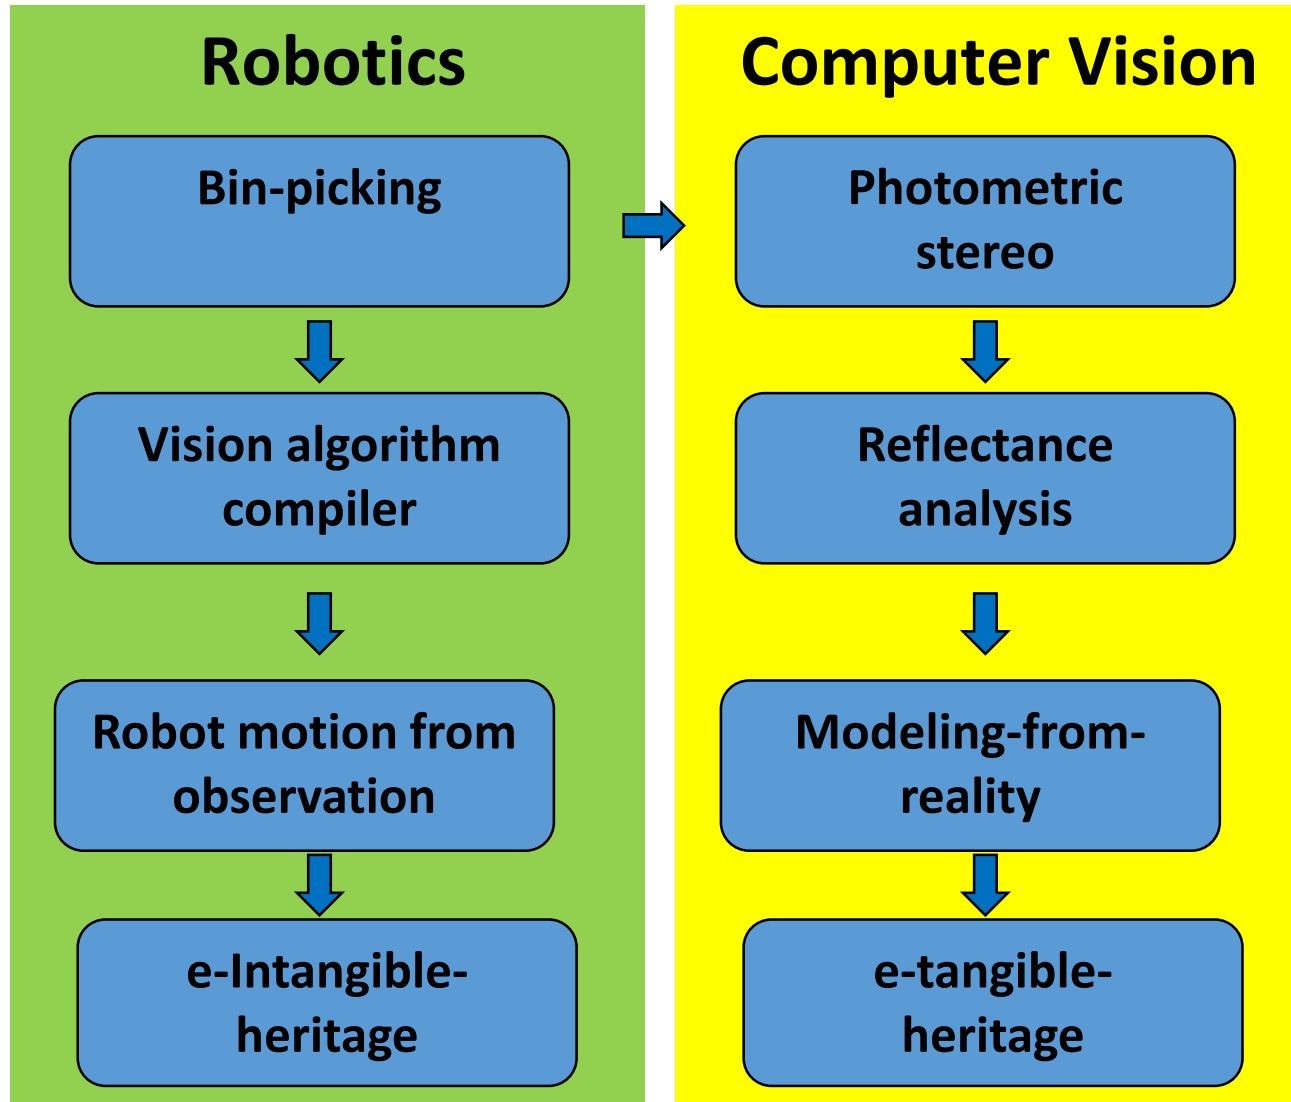 Robotics
Bin-picking
Vision algorithm
compiler
Robot motion from
observation
e-Intangible-
heritage
Computer Vision
Photometric
stereo
Reflectance
analysis
Modeling-from-
reality
e-tangible-
heritage